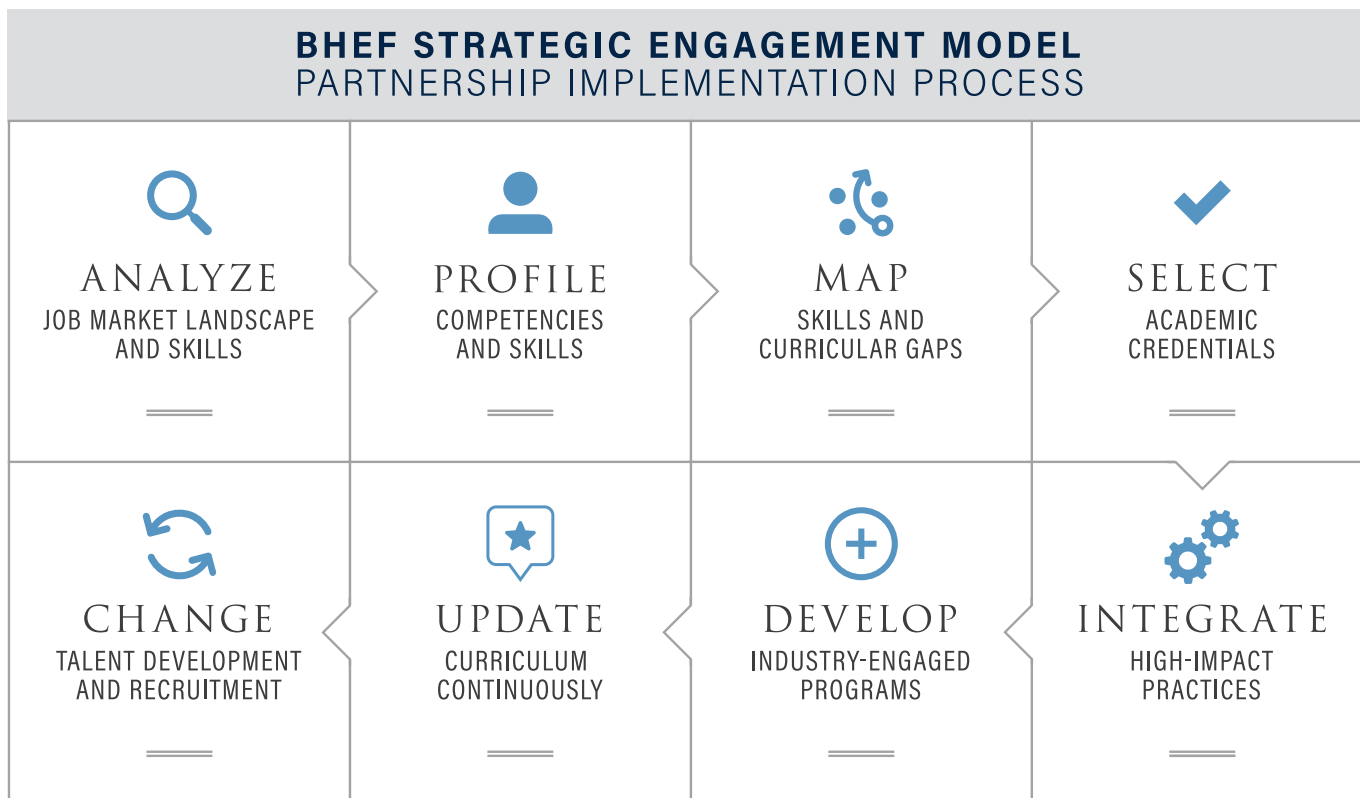 BHEF STRATEGIC ENGAGEMENT MODEL
PARTNERSHIP IMPLEMENTATION PROCESS
ANALYZE
JOB MARKET LANDSCAPE
AND SKILLS
PROFILE
COMPETENCIES
AND SKILLS
MAP
SKILLS AND
CURRICULAR GAPS
SELECT
ACADEMIC
CREDENTIALS
INTEGRATE
HIGH-IMPACT
PRACTICES
DEVELOP
INDUSTRY-ENGAGED
PROGRAMS
UPDATE
CURRICULUM
CONTINUOUSLY
CHANGE
TALENT DEVELOPMENT
AND RECRUITMENT